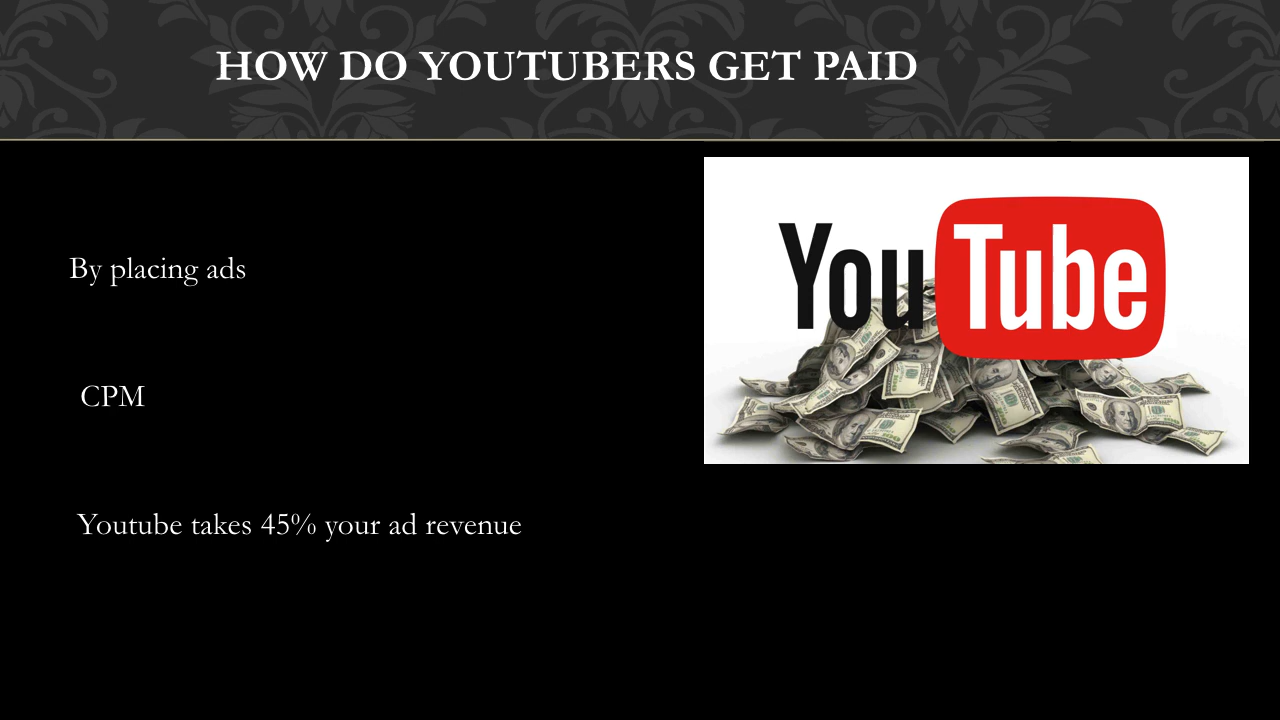 HOW DO YOUTUBERS GET PAID
By placing ads
CPM
Youtube takes 45% your ad revenue
YouTube